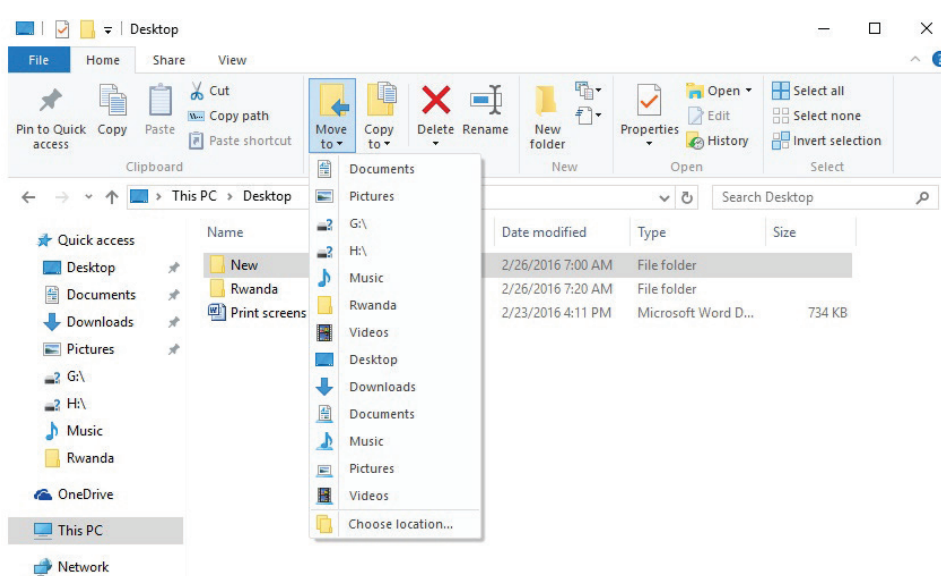 Desktop
File Home Share View
Pin to Quick access
Copy
Paste
Cut
Copy path
Paste shortcut
Clipboard
Move to
Copy to
Delete
Rename
New folder
New
Properties
Open
Edit
History
Open
Select all
Select none
Invert selection
Select
This PC > Desktop
Search Desktop
Quick access
Desktop
Documents
Downloads
Pictures
G:\
H:\
Music
Rwanda
OneDrive
This PC
Network
Documents
Pictures
G:\
H:\
Music
Rwanda
Videos
Desktop
Downloads
Documents
Music
Pictures
Videos
Choose location...
Name Date modified Type Size
New 2/26/2016 7:00 AM File folder
Rwanda 2/26/2016 7:20 AM File folder
Print screens 2/23/2016 4:11 PM Microsoft Word D... 734 KB